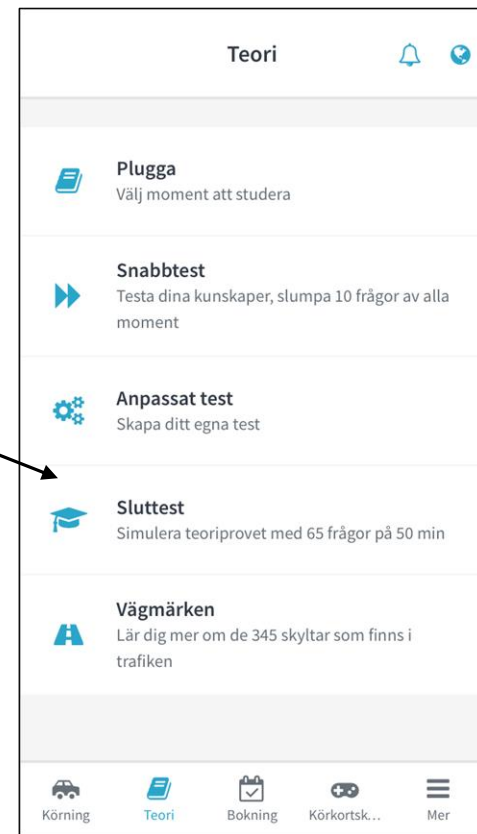 Teori
Plugga
Välj moment att studera
Snabbtest
Testa dina kunskaper, slumpa 10 frågor av alla
moment
Anpassat test
Skapa ditt egna test
Sluttest
Simulera teoriprovet med 65 frågor på 50 min
Vägmärken
Lär dig mer om de 345 skyltar som finns i
trafiken
Körning
Teori
Bokning
Körkortsk...
Mer